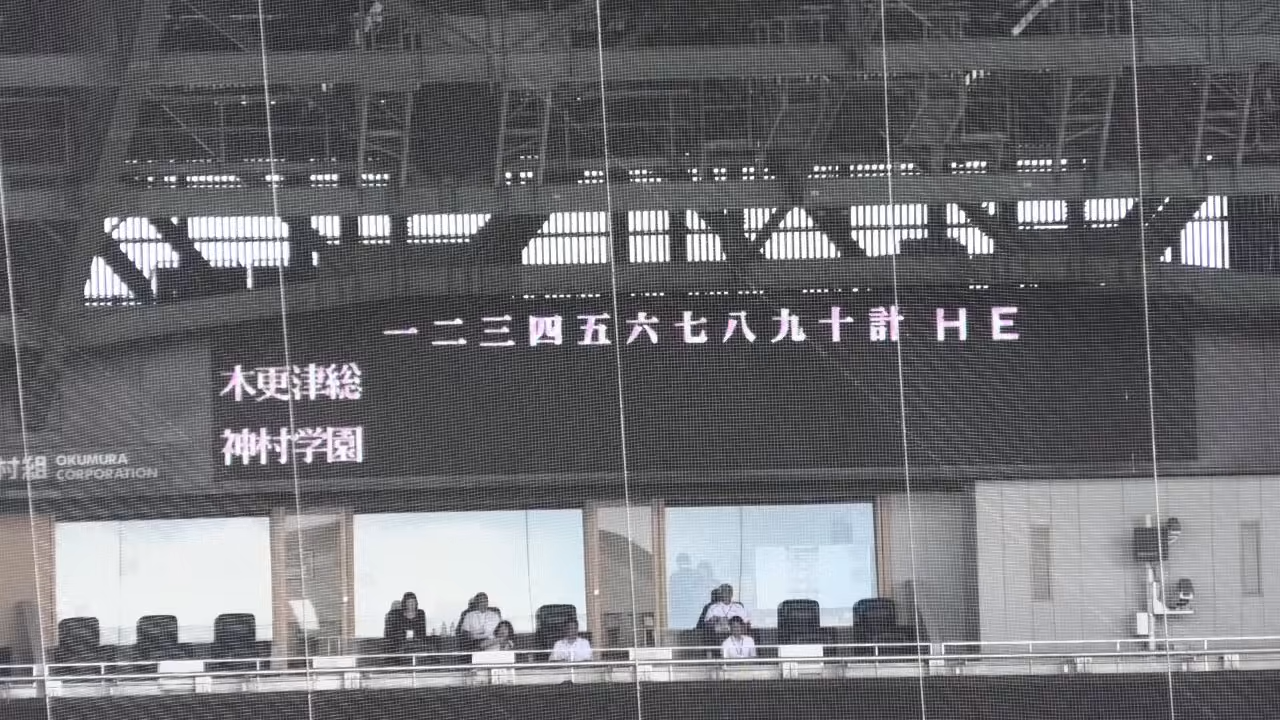 一 二 三 四 五 六 七 八 九 十 計 H E
木更津総
神村学園
村組 OKUMURA
CORPORATION